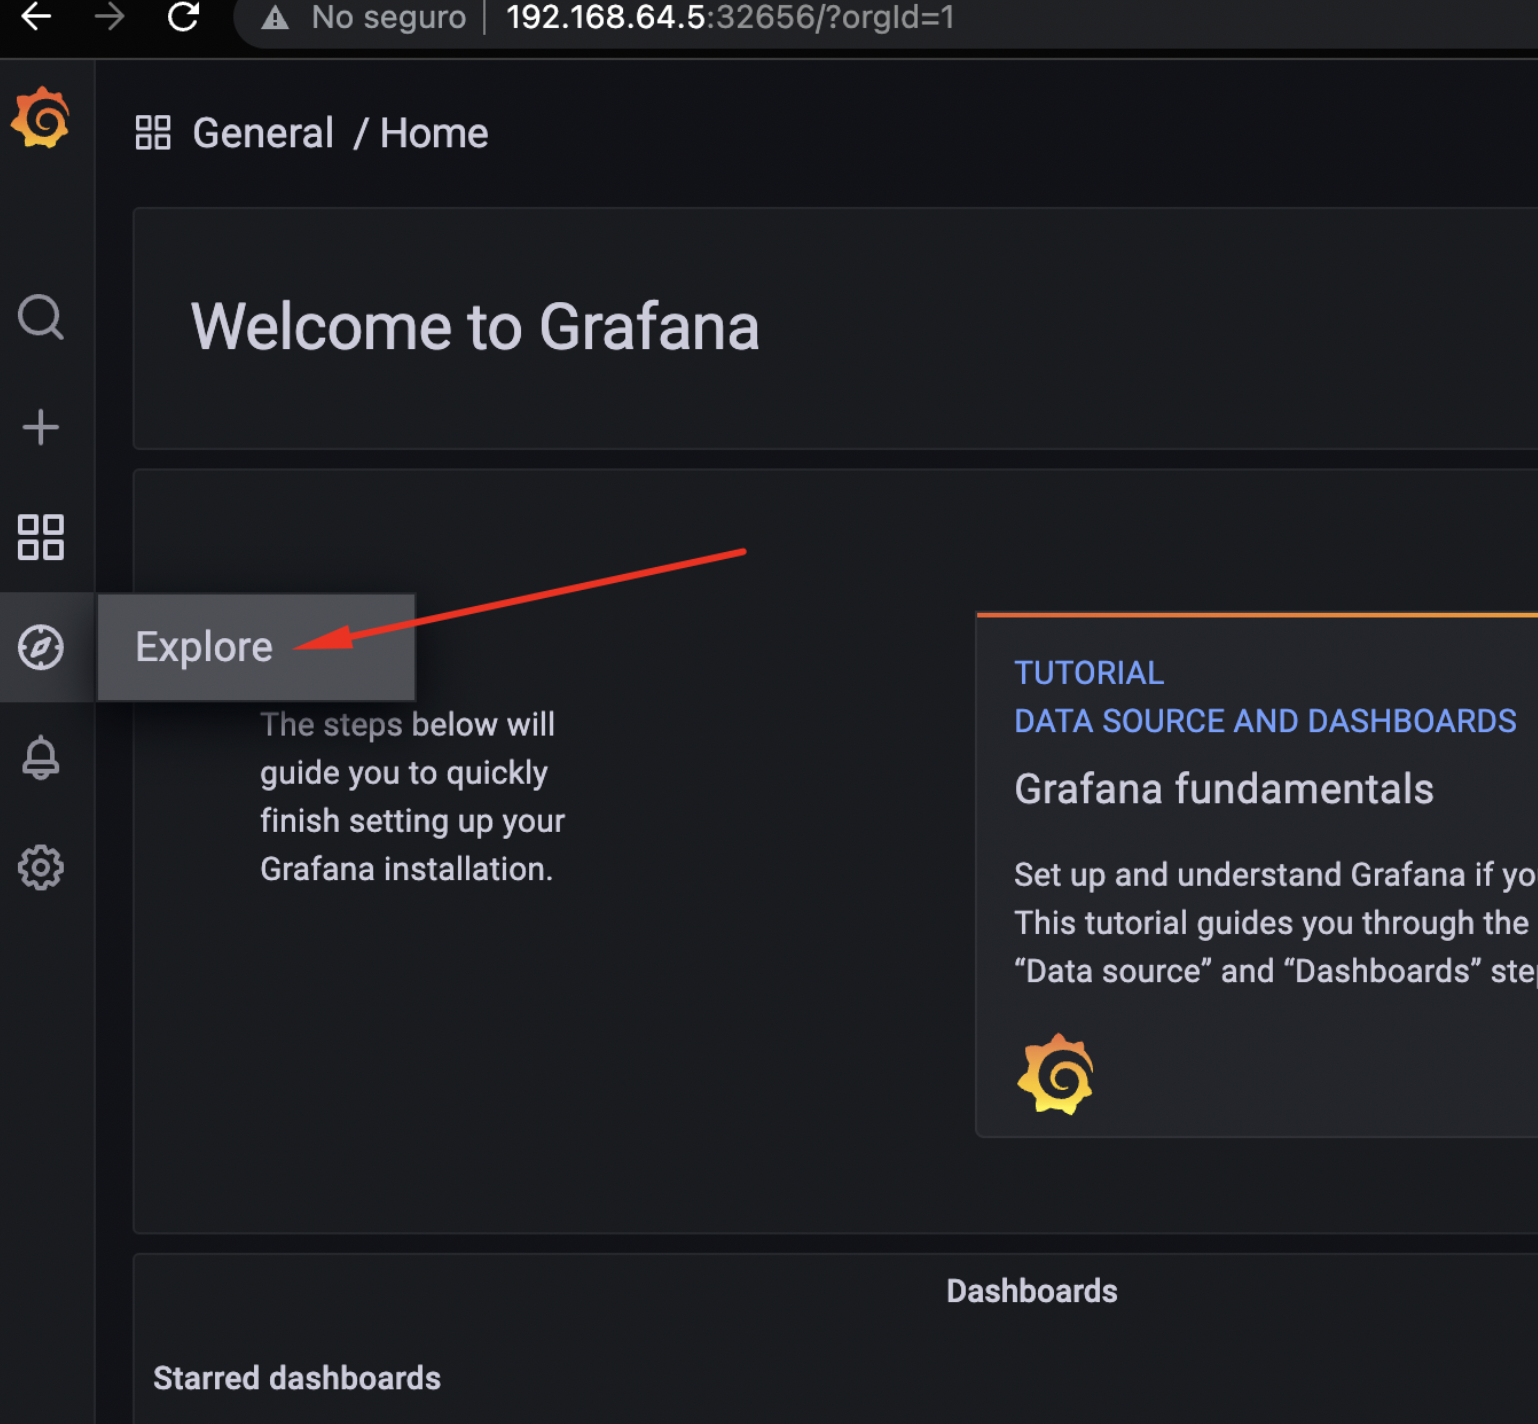 No seguro | 192.168.64.5:32656/?orgId=1
General / Home
Welcome to Grafana
Explore
The steps below will
guide you to quickly
finish setting up your
Grafana installation.
TUTORIAL
DATA SOURCE AND DASHBOARDS
Grafana fundamentals
Set up and understand Grafana if yo
This tutorial guides you through the
“Data source” and “Dashboards” ste
Dashboards
Starred dashboards